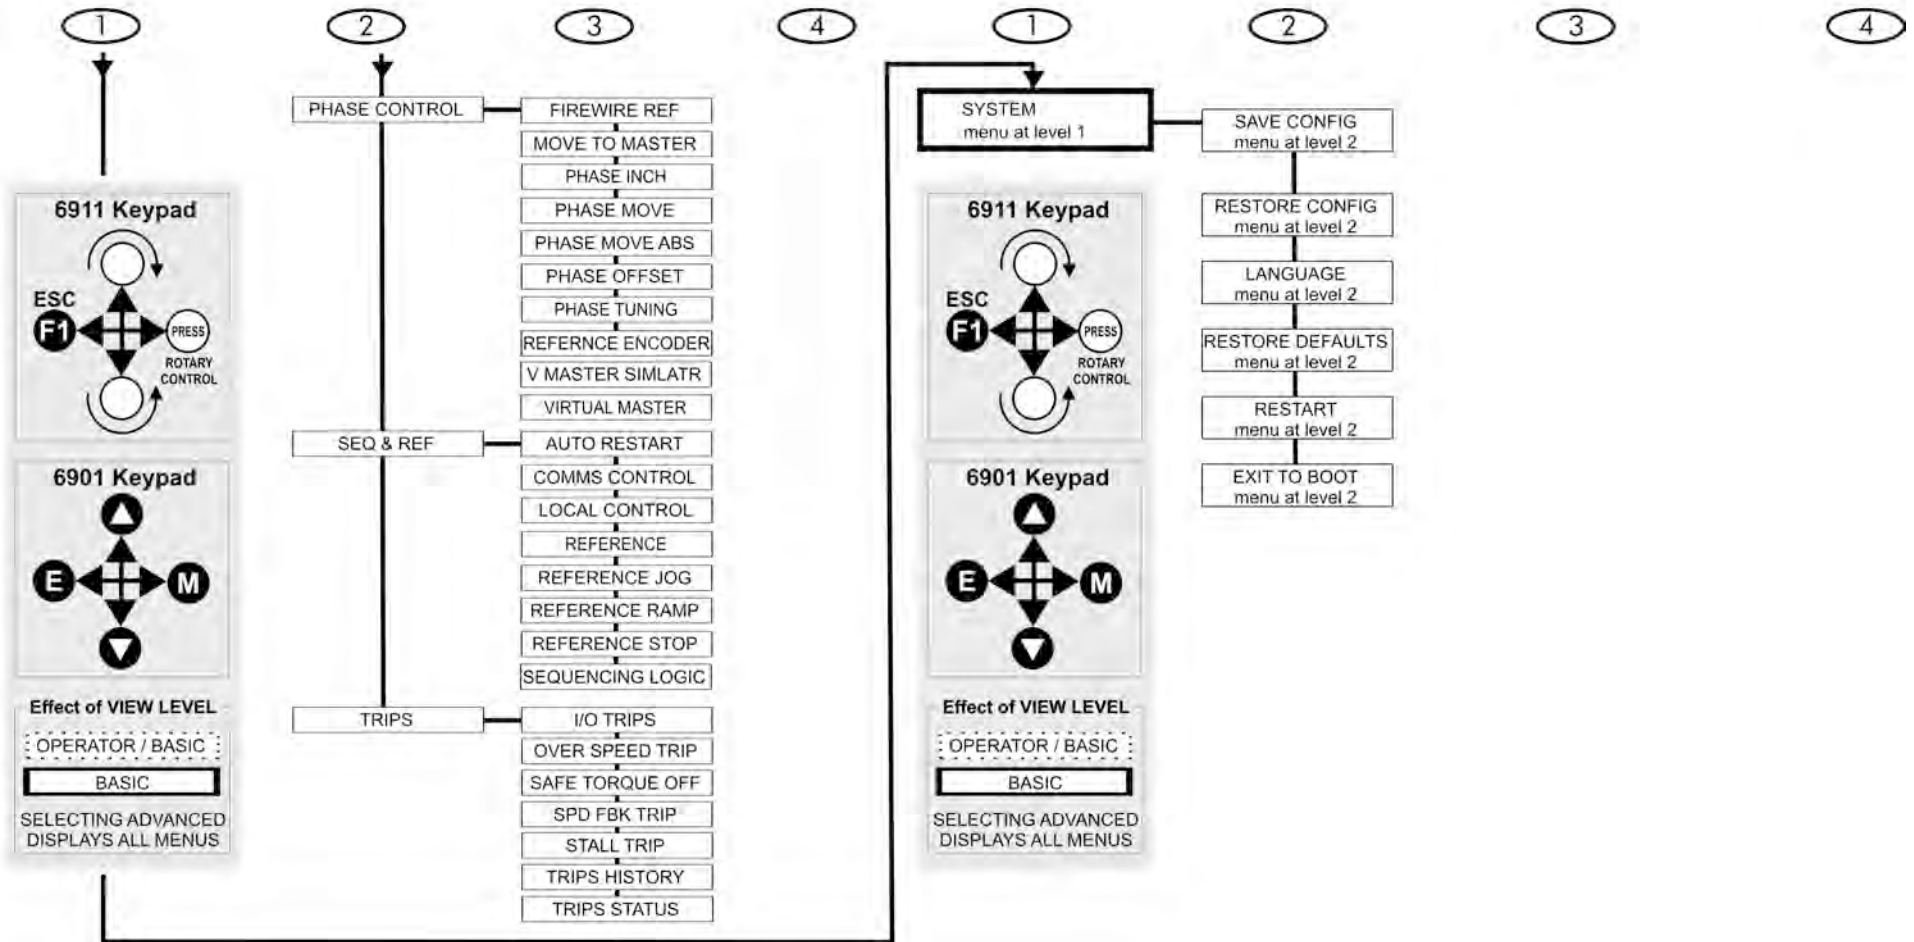 1
2
3
4
1
2
3
4
PHASE CONTROL
FIREWIRE REF
MOVE TO MASTER
PHASE INCH
PHASE MOVE
PHASE MOVE ABS
PHASE OFFSET
PHASE TUNING
REFERNCE ENCODER
V MASTER SIMLATR
VIRTUAL MASTER
SEQ & REF
AUTO RESTART
COMMS CONTROL
LOCAL CONTROL
REFERENCE
REFERENCE JOG
REFERENCE RAMP
REFERENCE STOP
SEQUENCING LOGIC
TRIPS
I/O TRIPS
OVER SPEED TRIP
SAFE TORQUE OFF
SPD FBK TRIP
STALL TRIP
TRIPS HISTORY
TRIPS STATUS
6911 Keypad
ESC
F1
PRESS
ROTARY
CONTROL
6901 Keypad
E
M
Effect of VIEW LEVEL
OPERATOR / BASIC
BASIC
SELECTING ADVANCED
DISPLAYS ALL MENUS
SYSTEM
menu at level 1
SAVE CONFIG
menu at level 2
RESTORE CONFIG
menu at level 2
LANGUAGE
menu at level 2
RESTORE DEFAULTS
menu at level 2
RESTART
menu at level 2
EXIT TO BOOT
menu at level 2
6911 Keypad
ESC
F1
PRESS
ROTARY
CONTROL
6901 Keypad
E
M
Effect of VIEW LEVEL
OPERATOR / BASIC
BASIC
SELECTING ADVANCED
DISPLAYS ALL MENUS